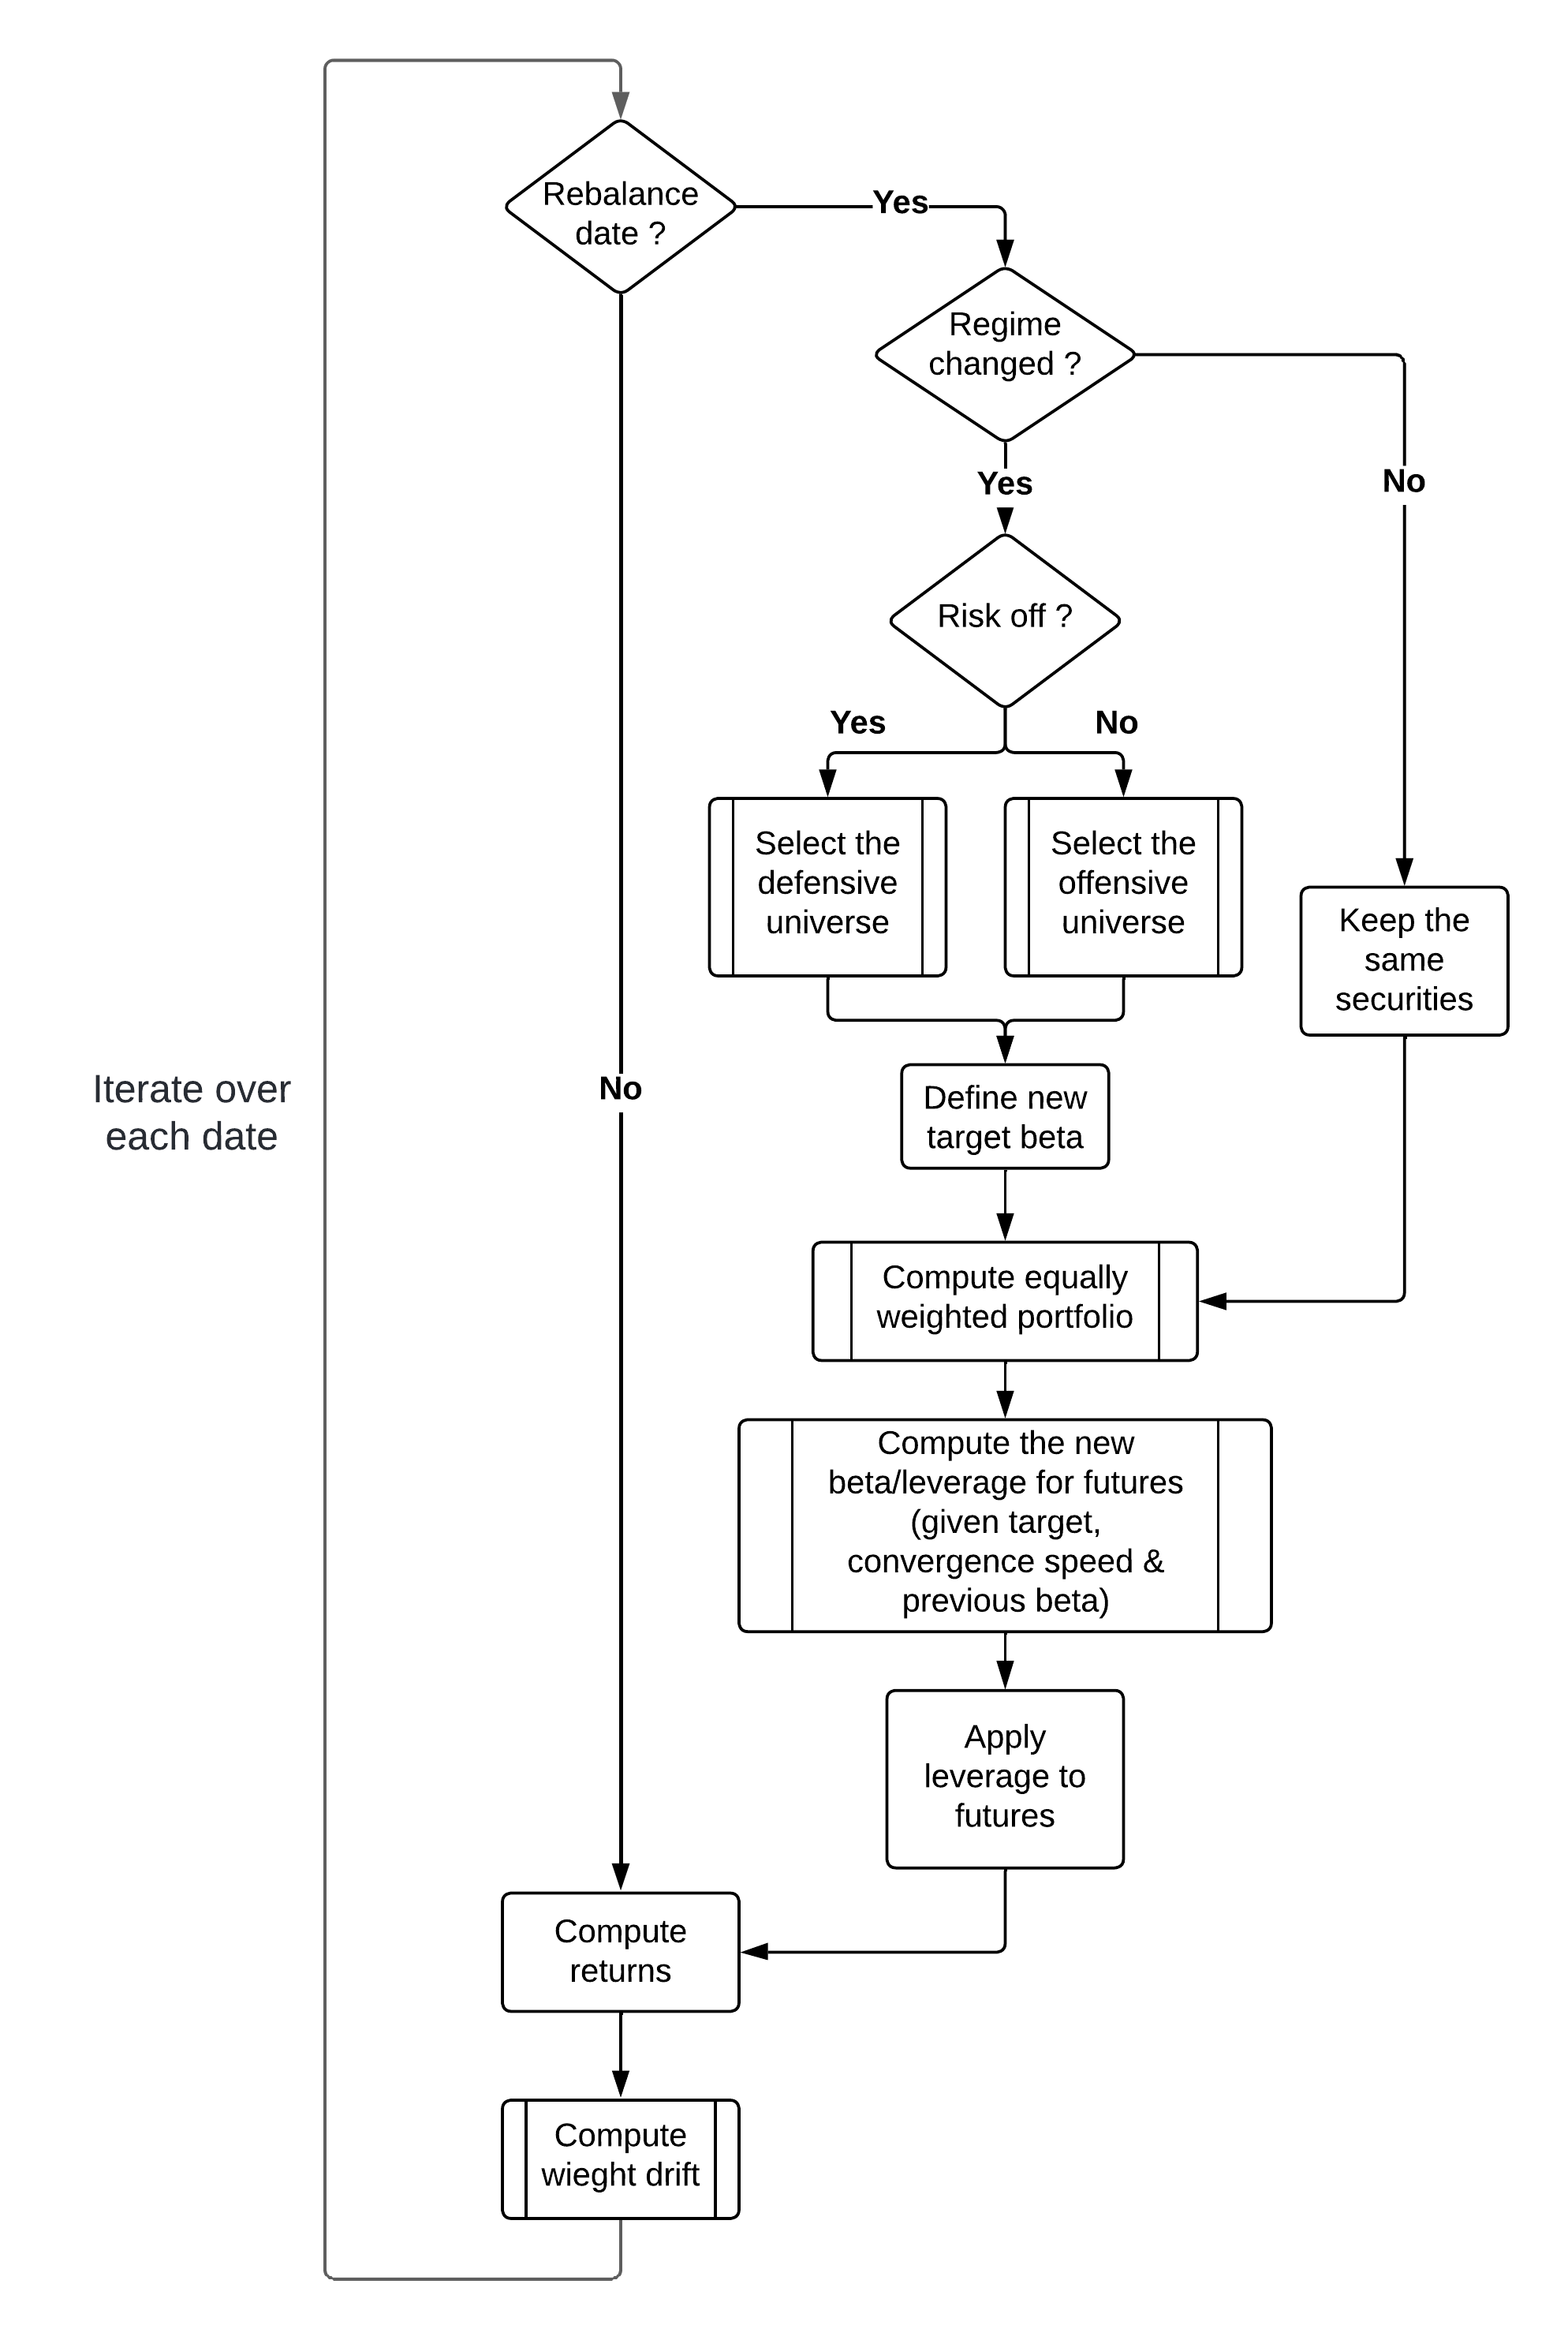 Rebalance
date ?
Yes
Regime
changed ?
No
Yes
Risk off ?
Yes
No
Select the
defensive
universe
Select the
offensive
universe
Keep the
same
securities
Iterate over
each date
No
Define new
target beta
Compute equally
weighted portfolio
Compute the new
beta/leverage for futures
(given target,
convergence speed &
previous beta)
Apply
leverage to
futures
Compute
returns
Compute
wieght drift